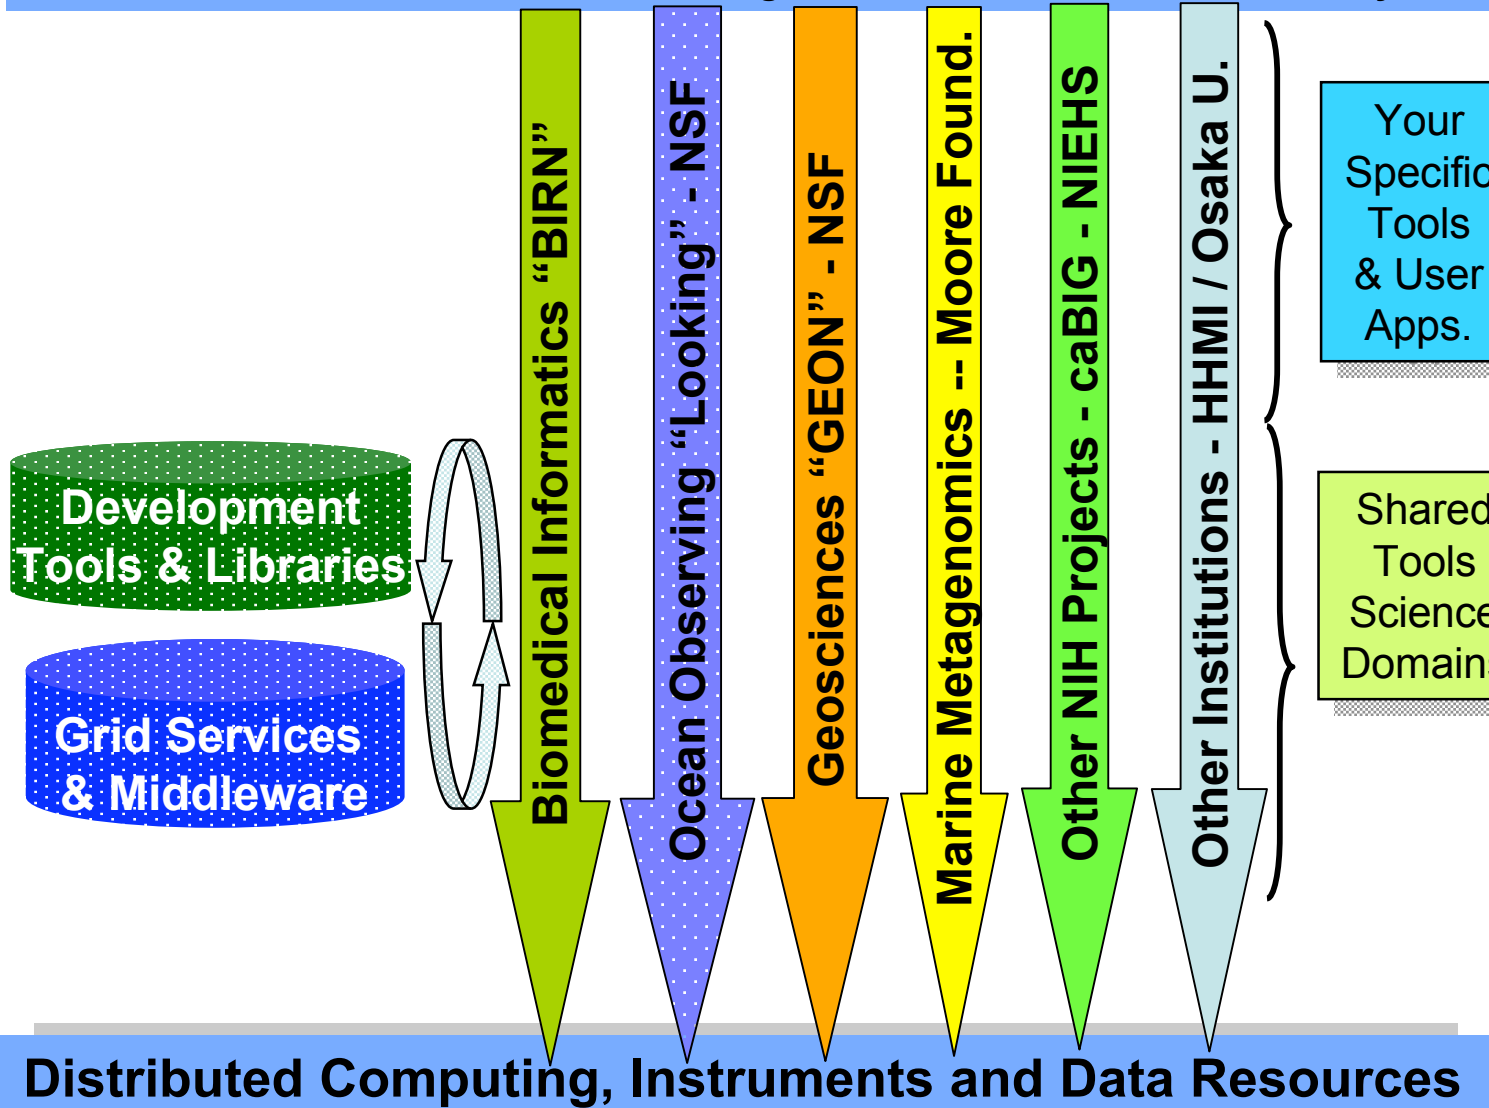 Biomedical Informatics “BIRN”
Ocean Observing “Looking” - NSF
Geosciences “GEON” - NSF
Marine Metagenomics -- Moore Found.
Other NIH Projects - caBIG - NIEHS
Other Institutions - HHMI / Osaka U.
Your
Specific
Tools
& User
Apps.
Shared
Tools
Science
Domains
Development
Tools & Libraries
Grid Services
& Middleware
Distributed Computing, Instruments and Data Resources